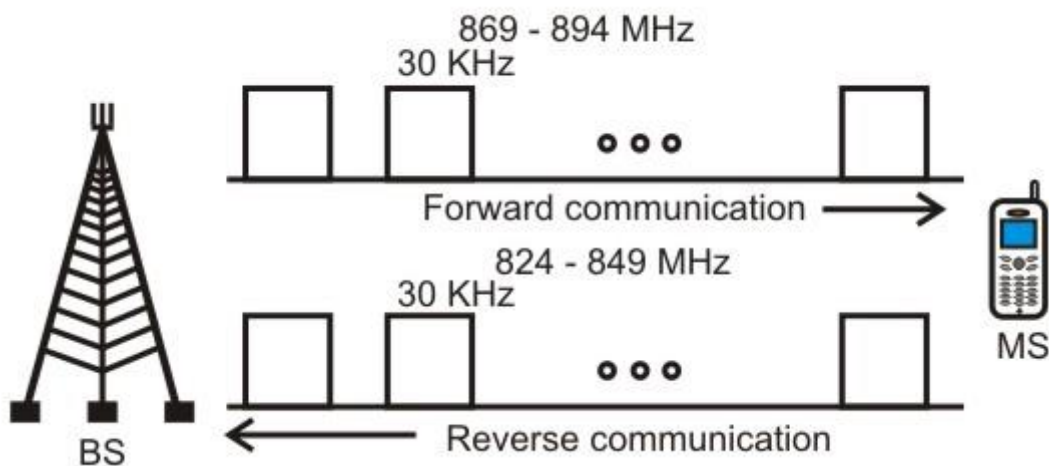 869 - 894 MHz
30 KHz
Forward communication
824 - 849 MHz
30 KHz
MS
Reverse communication
BS